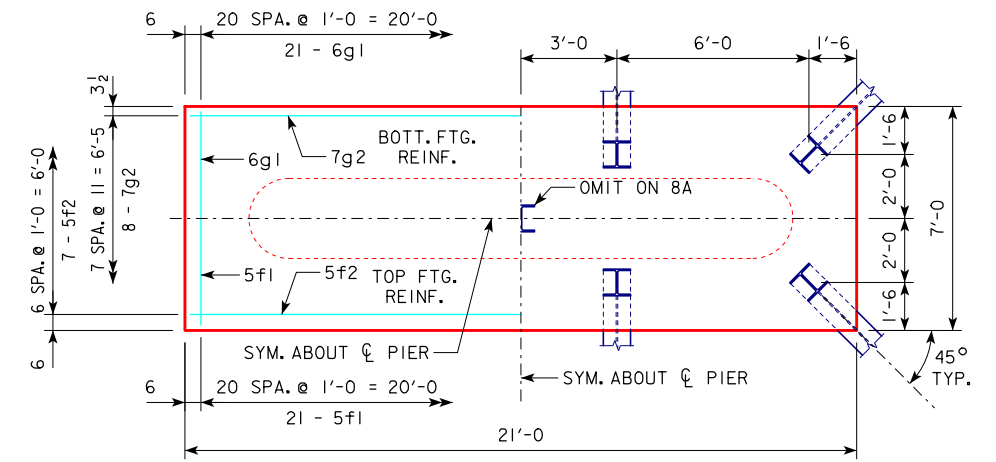 6
20 SPA. @ 1'-0 = 20'-0
21 - 6g1
3'-0
6'-0
1'-6
3 1/2
7 SPA. @ 11 = 6'-5
8 - 7g2
6 SPA. @ 1'-0 = 6'-0
7 - 5f2
6
6g1
7g2
BOTT. FTG.
REINF.
OMIT ON 8A
5f1
5f2
TOP FTG.
REINF.
SYM. ABOUT ℄ PIER
SYM. ABOUT ℄ PIER
1'-6
2'-0
2'-0
1'-6
7'-0
45°
TYP.
6
20 SPA. @ 1'-0 = 20'-0
21 - 5f1
21'-0